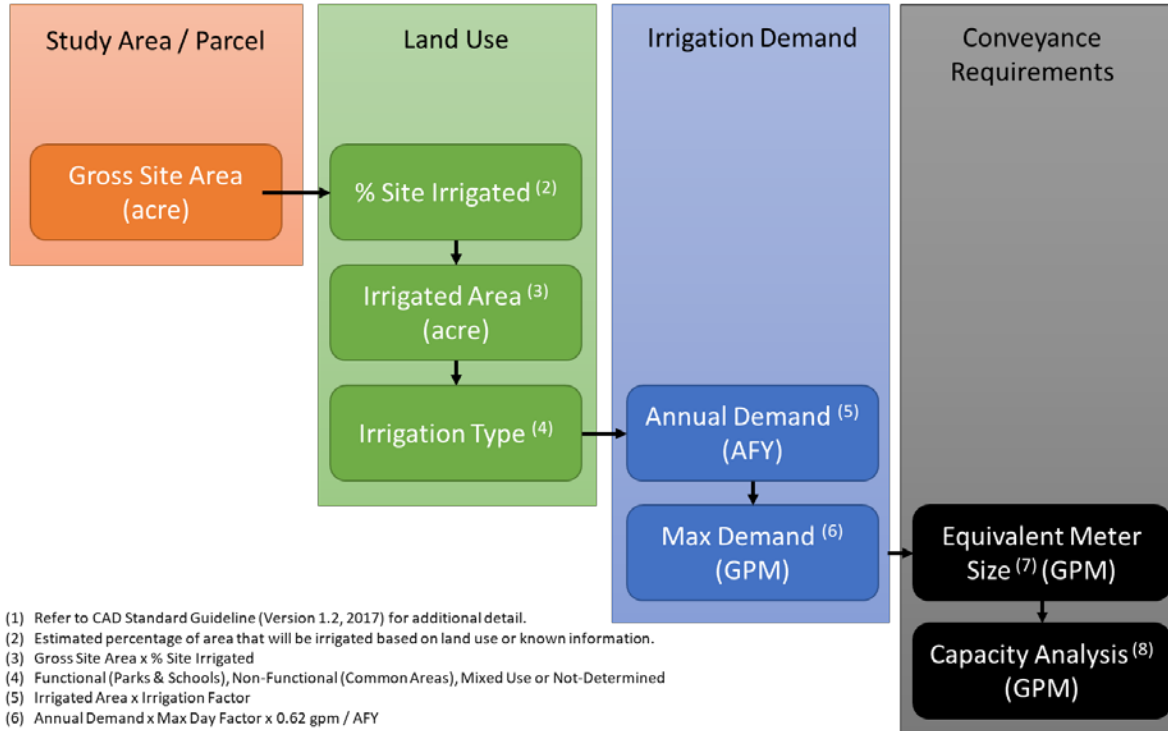 Study Area / Parcel
Gross Site Area
(acre)
Land Use
% Site Irrigated (2)
Irrigated Area (3)
(acre)
Irrigation Type (4)
Irrigation Demand
Annual Demand (5)
(AFY)
Max Demand (6)
(GPM)
Conveyance
Requirements
Equivalent Meter
Size (7) (GPM)
Capacity Analysis (8)
(GPM)
(1) Refer to CAD Standard Guideline (Version 1.2, 2017) for additional detail.
(2) Estimated percentage of area that will be irrigated based on land use or known information.
(3) Gross Site Area x % Site Irrigated
(4) Functional (Parks & Schools), Non-Functional (Common Areas), Mixed Use or Not-Determined
(5) Irrigated Area x Irrigation Factor
(6) Annual Demand x Max Day Factor x 0.62 gpm / AFY